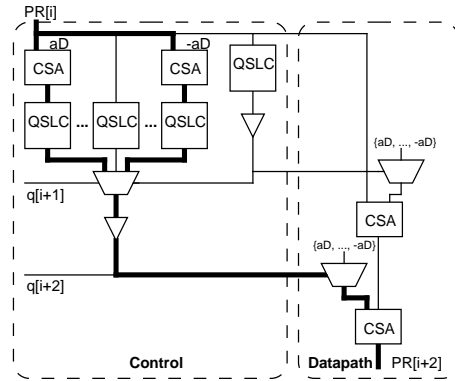 PR[i]
aD
-aD
CSA
CSA
QSLC
QSLC ... QSLC ... QSLC
{aD, ..., -aD}
q[i+1]
CSA
{aD, ..., -aD}
q[i+2]
CSA
Control
Datapath
PR[i+2]